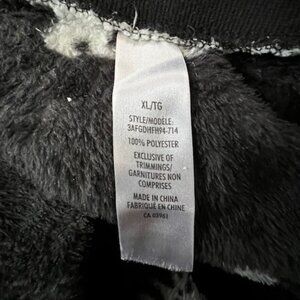 XL/TG
STYLE/MODÈLE:
3AFGDHFH94-714
100% POLYESTER
EXCLUSIVE OF
TRIMMINGS/
GARNITURES NON
COMPRISES
MADE IN CHINA
FABRIQUÉ EN CHINE
CA 03961